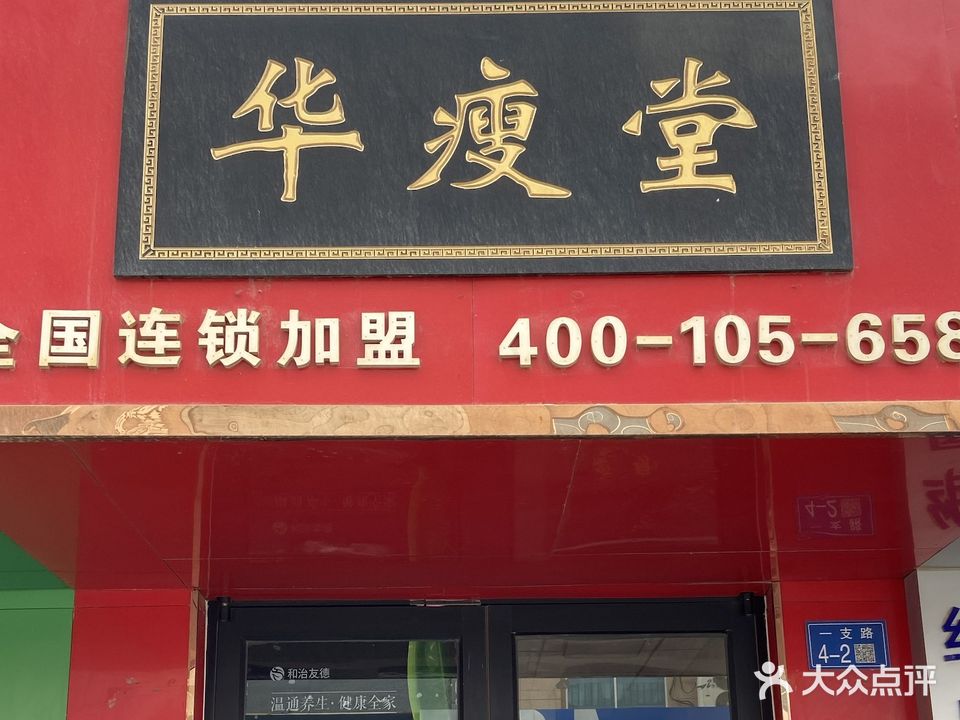 华瘦堂
全国连锁加盟 400-105-658
一支路
4-2
和治友德
温通养生·健康全家
大众点评